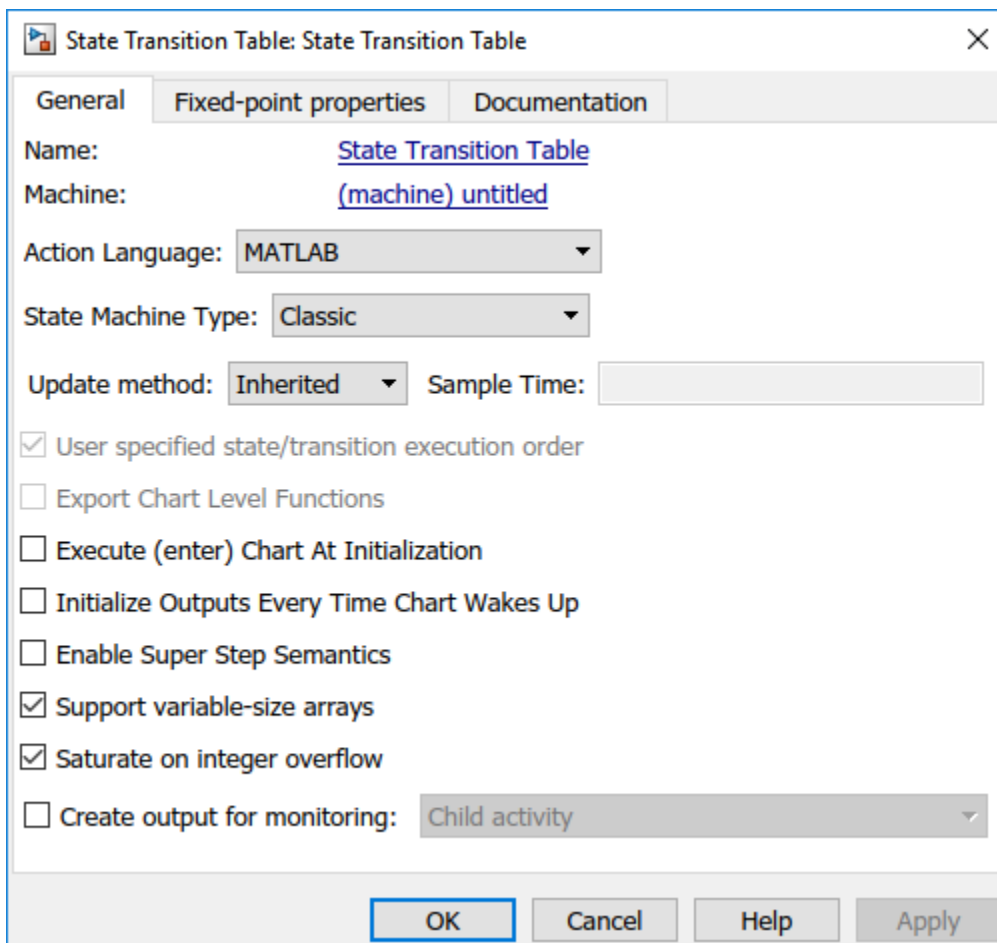 State Transition Table: State Transition Table
General Fixed-point properties Documentation
Name: State Transition Table
Machine: (machine) untitled
Action Language: MATLAB
State Machine Type: Classic
Update method: Inherited Sample Time:
User specified state/transition execution order
Export Chart Level Functions
Execute (enter) Chart At Initialization
Initialize Outputs Every Time Chart Wakes Up
Enable Super Step Semantics
Support variable-size arrays
Saturate on integer overflow
Create output for monitoring: Child activity
OK Cancel Help Apply